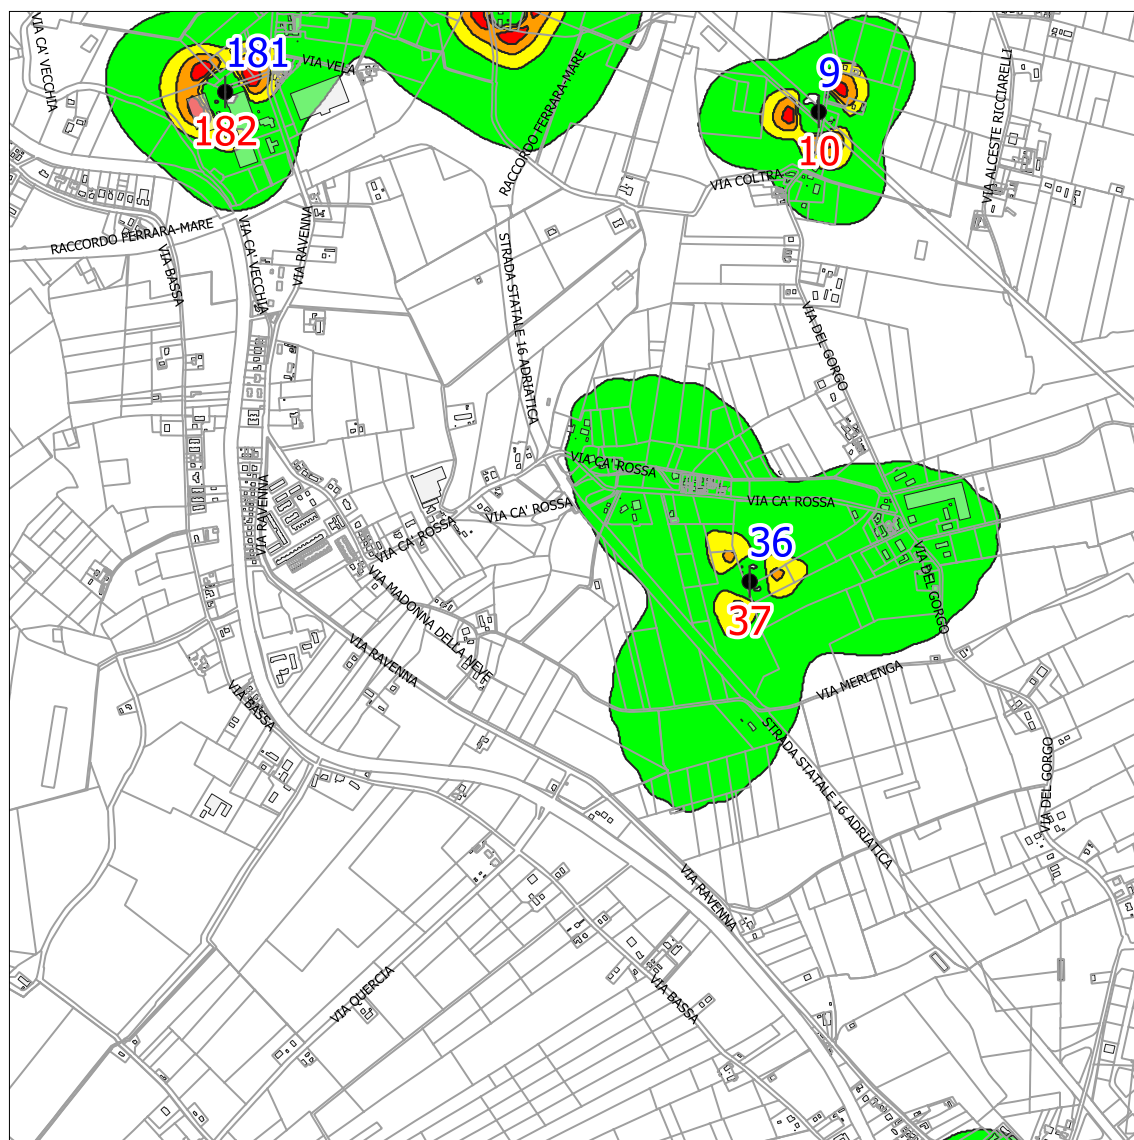 VIA CA' VECCHIA
181
VIA VELA
182
RACCORDO FERRARA-MARE
9
10
VIA COLTRA
VIA ALCESTE RICCIARELLI
RACCORDO FERRARA-MARE
VIA BASSA
VIA CA' VECCHIA
VIA RAVENNA
STRADA STATALE 16 ADRIATICA
VIA DEL GORGO
VIA CA' ROSSA
VIA CA' ROSSA
VIA CA' ROSSA
VIA CA' ROSSA
VIA RAVENNA
36
37
VIA DEL GORGO
VIA MADONNA DELLA NEVE
VIA RAVENNA
VIA MERLENGA
VIA BASSA
STRADA STATALE 16 ADRIATICA
VIA DEL GORGO
VIA RAVENNA
VIA QUERCIA
VIA BASSA